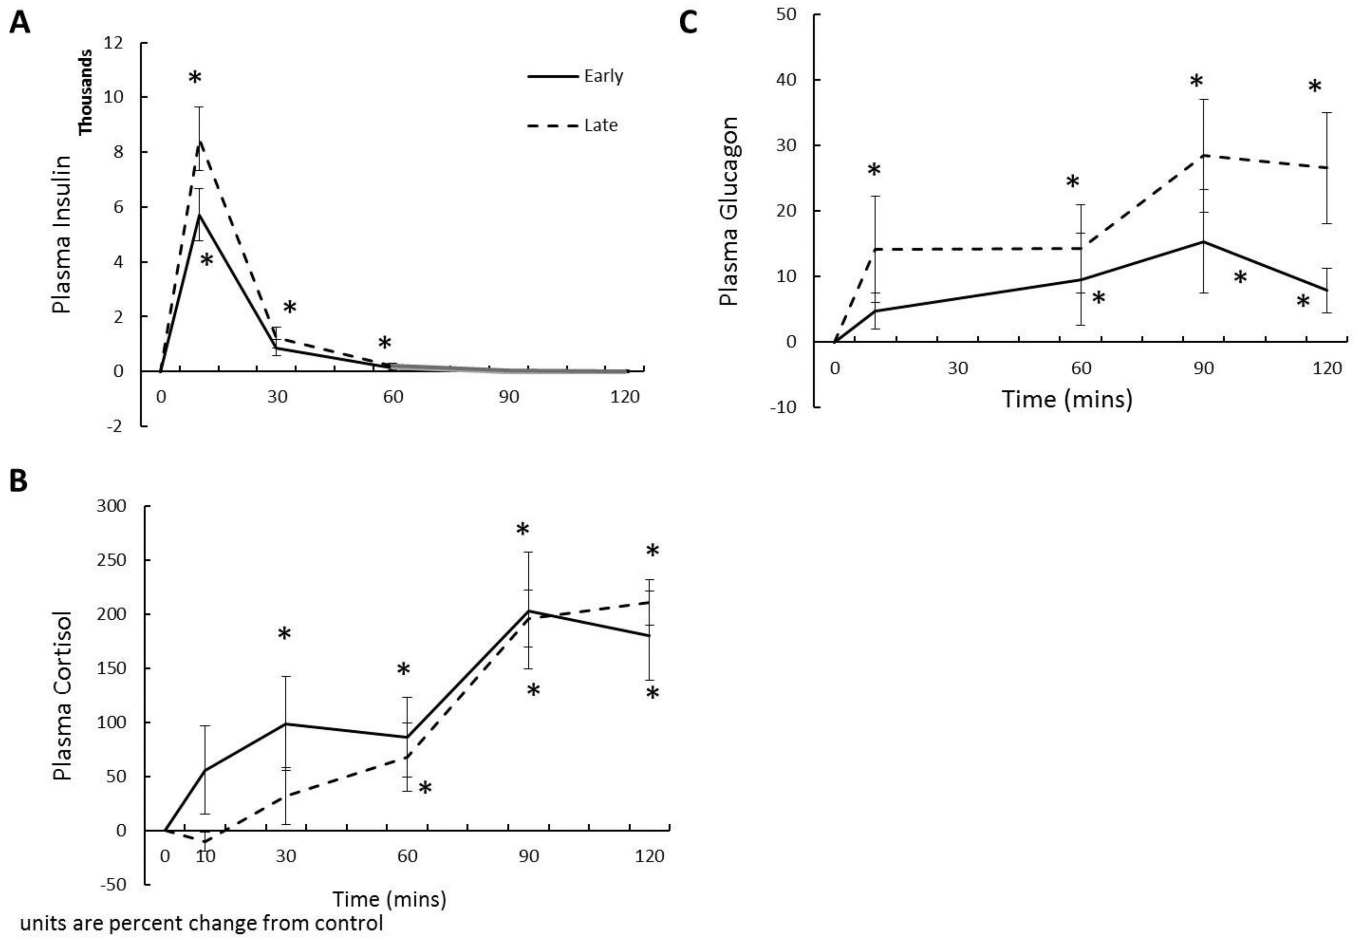 A
Thousands
Plasma Insulin
12
10
8
6
4
2
0
-2
*
*
*
*
Early
Late
0 30 60 90 120
C
Plasma Glucagon
50
40
30
20
10
0
-10
*
*
*
*
*
*
*
0 30 60 90 120
Time (mins)
B
Plasma Cortisol
300
250
200
150
100
50
0
-50
*
*
*
*
*
*
*
0 10 30 60 90 120
Time (mins)
units are percent change from control